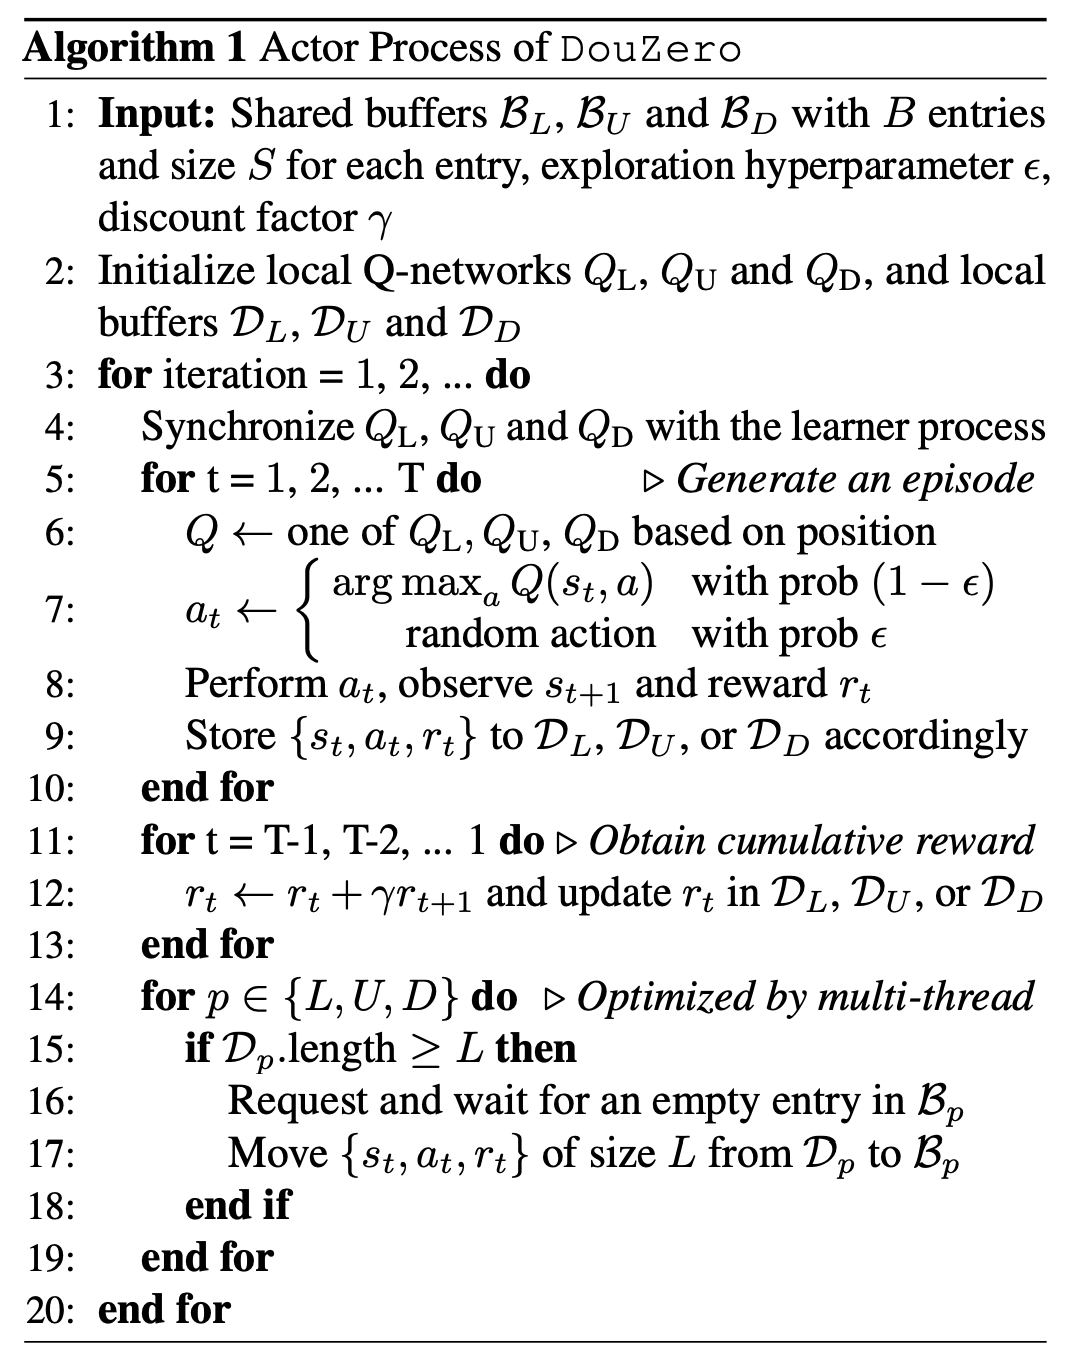 Algorithm 1 Actor Process of DouZero
1: Input: Shared buffers $\mathcal{B}_L$, $\mathcal{B}_U$ and $\mathcal{B}_D$ with $B$ entries
and size $S$ for each entry, exploration hyperparameter $\epsilon$,
discount factor $\gamma$
2: Initialize local Q-networks $Q_{\mathrm{L}}$, $Q_{\mathrm{U}}$ and $Q_{\mathrm{D}}$, and local
buffers $\mathcal{D}_L$, $\mathcal{D}_U$ and $\mathcal{D}_D$
3: for iteration = 1, 2, ... do
4: Synchronize $Q_{\mathrm{L}}$, $Q_{\mathrm{U}}$ and $Q_{\mathrm{D}}$ with the learner process
5: for t = 1, 2, ... T do ▷ Generate an episode
6: $Q \leftarrow$ one of $Q_{\mathrm{L}}, Q_{\mathrm{U}}, Q_{\mathrm{D}}$ based on position
7: $a_t \leftarrow \begin{cases} \arg\max_a Q(s_t, a) & \text{with prob } (1 - \epsilon) \\ \text{random action} & \text{with prob } \epsilon \end{cases}$
8: Perform $a_t$, observe $s_{t+1}$ and reward $r_t$
9: Store $\{s_t, a_t, r_t\}$ to $\mathcal{D}_L$, $\mathcal{D}_U$, or $\mathcal{D}_D$ accordingly
10: end for
11: for t = T-1, T-2, ... 1 do ▷ Obtain cumulative reward
12: $r_t \leftarrow r_t + \gamma r_{t+1}$ and update $r_t$ in $\mathcal{D}_L$, $\mathcal{D}_U$, or $\mathcal{D}_D$
13: end for
14: for $p \in \{L, U, D\}$ do ▷ Optimized by multi-thread
15: if $\mathcal{D}_p$.length $\geq L$ then
16: Request and wait for an empty entry in $\mathcal{B}_p$
17: Move $\{s_t, a_t, r_t\}$ of size $L$ from $\mathcal{D}_p$ to $\mathcal{B}_p$
18: end if
19: end for
20: end for